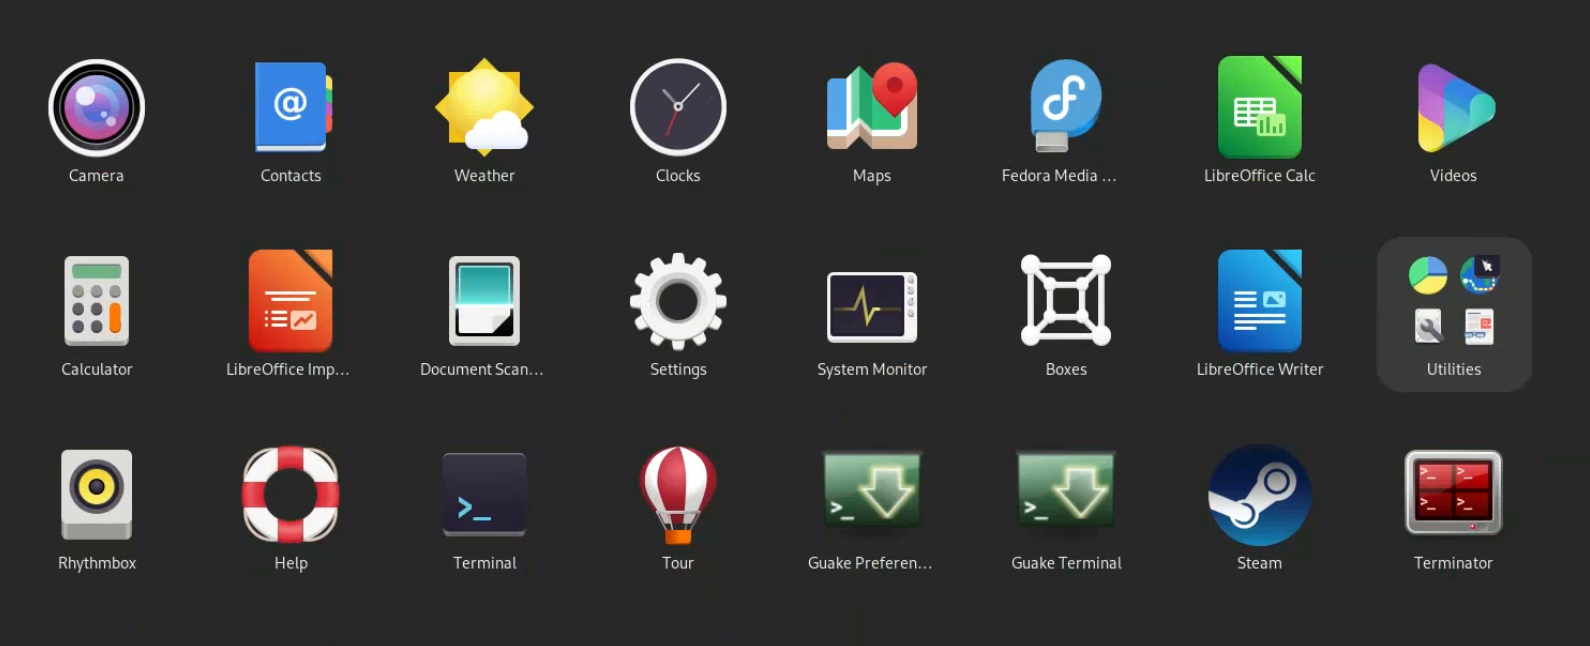 Camera
Contacts
Weather
Clocks
Maps
Fedora Media ...
LibreOffice Calc
Videos
Calculator
LibreOffice Imp...
Document Scan...
Settings
System Monitor
Boxes
LibreOffice Writer
Utilities
Rhythmbox
Help
Terminal
Tour
Guake Preferen...
Guake Terminal
Steam
Terminator